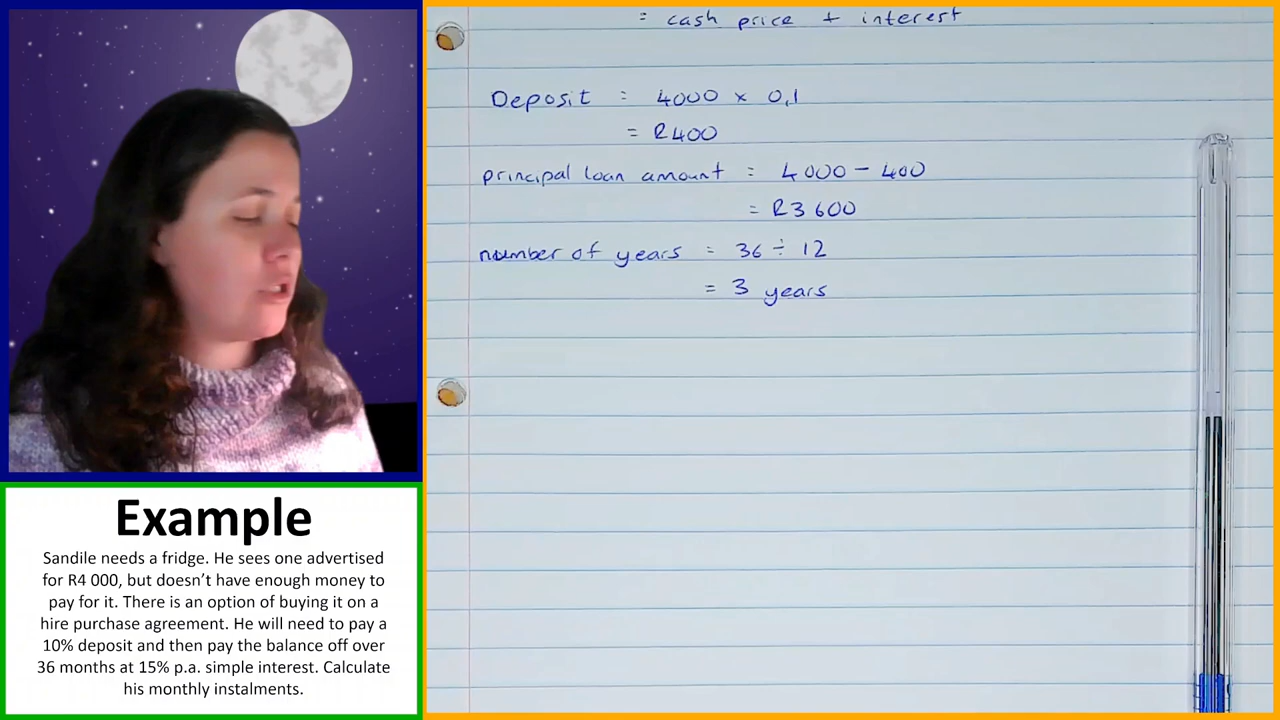 = cash price + interest
Deposit = 4000 x 0,1
= R400
principal loan amount = 4000 - 400
= R3 600
number of years = 36 ÷ 12
= 3 years
Example
Sandile needs a fridge. He sees one advertised
for R4 000, but doesn't have enough money to
pay for it. There is an option of buying it on a
hire purchase agreement. He will need to pay a
10% deposit and then pay the balance off over
36 months at 15% p.a. simple interest. Calculate
his monthly instalments.